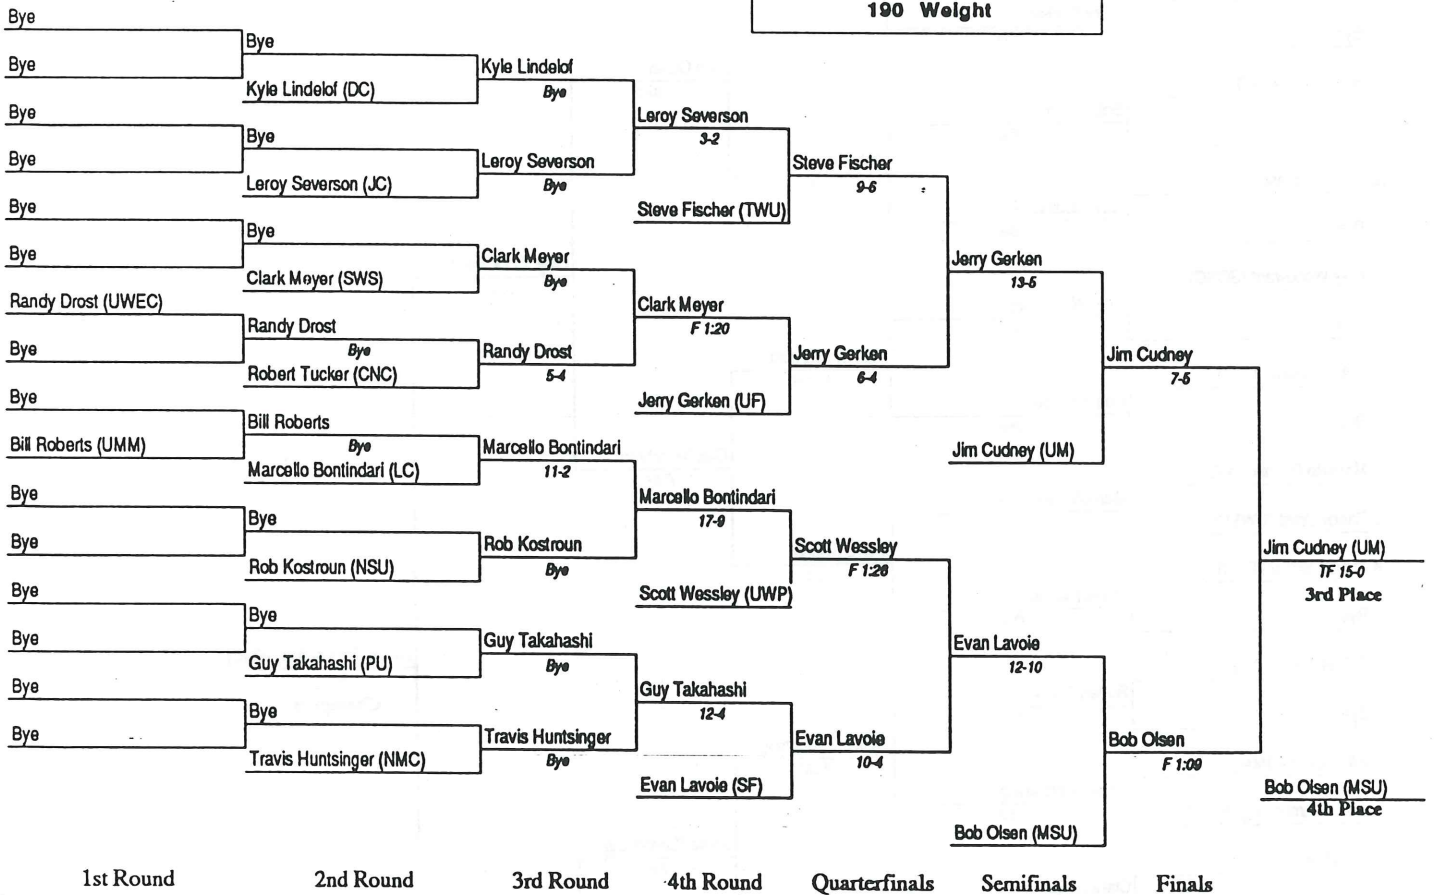 190 Weight
Bye
Bye
Bye
Bye
Bye
Bye
Randy Drost (UWEC)
Bye
Bye
Bill Roberts (UMM)
Bye
Bye
Bye
Bye
Bye
Bye
Bye
Kyle Lindelof (DC)
Bye
Leroy Severson (JC)
Bye
Clark Meyer (SWS)
Randy Drost
Bye
Robert Tucker (CNC)
Bill Roberts
Bye
Marcello Bontindari (LC)
Bye
Rob Kostroun (NSU)
Bye
Guy Takahashi (PU)
Bye
Travis Huntsinger (NMC)
Kyle Lindelof
Bye
Leroy Severson
Bye
Clark Meyer
Bye
Randy Drost
5-4
Marcello Bontindari
11-2
Rob Kostroun
Bye
Guy Takahashi
Bye
Travis Huntsinger
Bye
Leroy Severson
3-2
Steve Fischer (TWU)
Clark Meyer
F 1:20
Jerry Gerken (UF)
Marcello Bontindari
17-9
Scott Wessley (UWP)
Guy Takahashi
12-4
Evan Lavoie (SF)
Steve Fischer
9-6
Jerry Gerken
6-4
Scott Wessley
F 1:26
Evan Lavoie
10-4
Jerry Gerken
13-5
Jim Cudney (UM)
Evan Lavoie
12-10
Bob Olsen (MSU)
Jim Cudney
7-5
Bob Olsen
F 1:09
Jim Cudney (UM)
TF 15-0
3rd Place
Bob Olsen (MSU)
4th Place
1st Round
2nd Round
3rd Round
4th Round
Quarterfinals
Semifinals
Finals